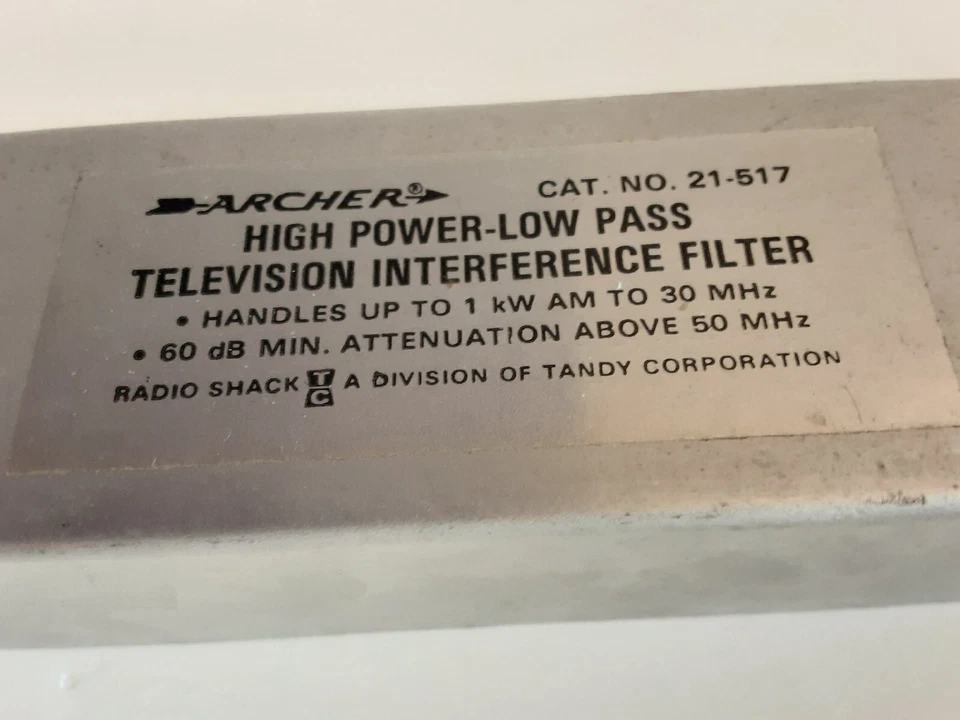 ARCHER® CAT. NO. 21-517
HIGH POWER-LOW PASS
TELEVISION INTERFERENCE FILTER
• HANDLES UP TO 1 kW AM TO 30 MHz
• 60 dB MIN. ATTENUATION ABOVE 50 MHz
RADIO SHACK TC A DIVISION OF TANDY CORPORATION